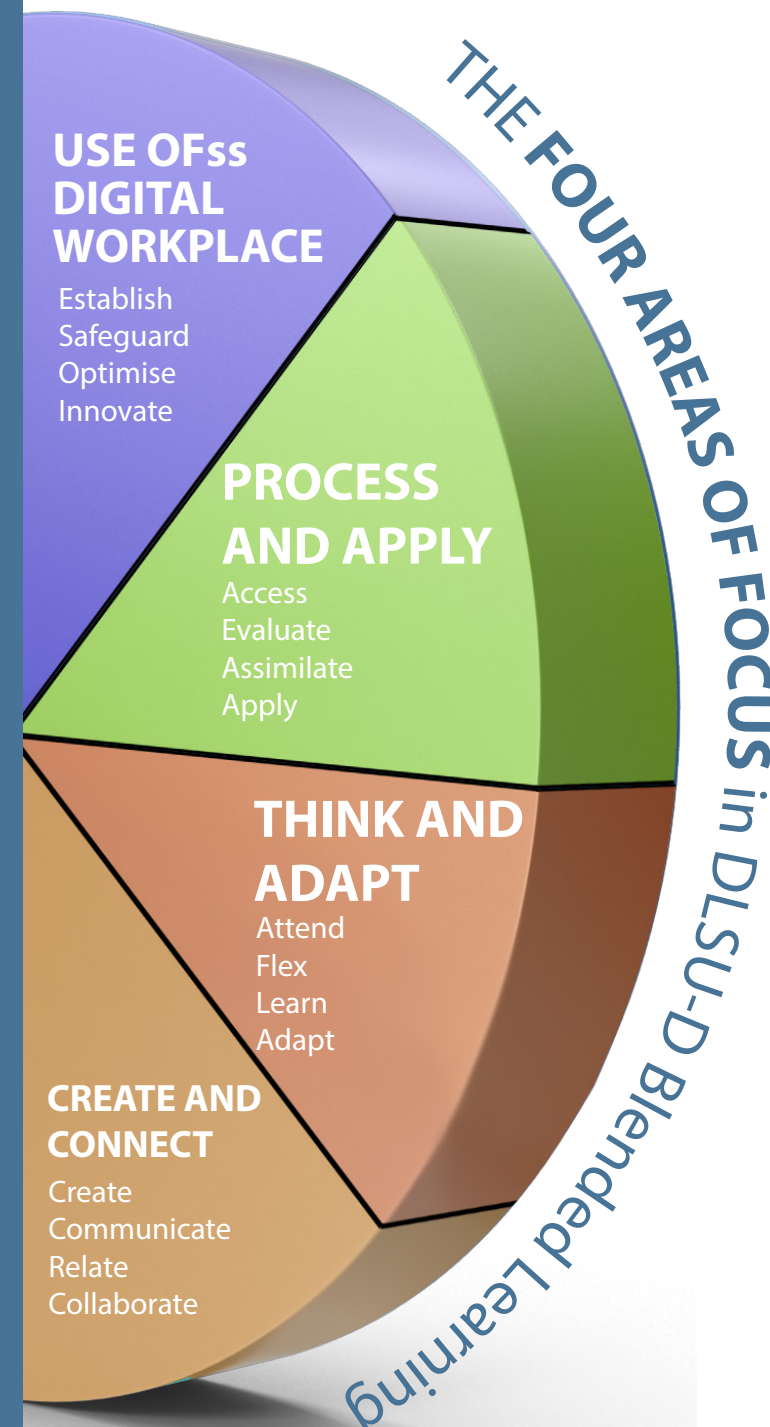 THE FOUR AREAS OF FOCUS in DLSU-D Blended Learning
USE OFss
DIGITAL
WORKPLACE
Establish
Safeguard
Optimise
Innovate
PROCESS
AND APPLY
Access
Evaluate
Assimilate
Apply
THINK AND
ADAPT
Attend
Flex
Learn
Adapt
CREATE AND
CONNECT
Create
Communicate
Relate
Collaborate